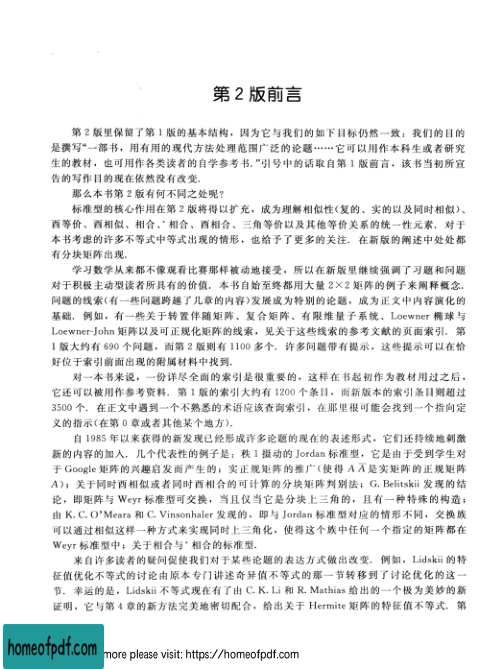 第 2 版前言
第 2 版里保留了第 1 版的基本结构，因为它与我们的如下目标仍然一致：我们的目的
是撰写“一部书，用有用的现代方法处理范围广泛的论题……它可以用作本科生或者研究
生的教材，也可用作各类读者的自学参考书.”引号中的话取自第 1 版前言，该书当初所宣
告的写作目的现在依然没有改变.
那么本书第 2 版有何不同之处呢?
标准型的核心作用在第 2 版将得以扩充，成为理解相似性(复的、实的以及同时相似)、
酉等价、酉相似、相合、*相合、酉相合、三角等价以及其他等价关系的统一性元素. 对于
本书考虑的许多不等式中等式出现的情形，也给予了更多的关注. 在新版的阐述中处处都
有分块矩阵出现.
学习数学从来都不像观看比赛那样被动地接受，所以在新版里继续强调了习题和问题
对于积极主动型读者所具有的价值. 本书自始至终都用大量 2×2 矩阵的例子来阐释概念.
问题的线索(有一些问题跨越了几章的内容)发展成为特别的论题，成为正文中内容演化的
基础. 例如，有一些关于转置伴随矩阵、复合矩阵、有限维量子系统、Loewner 椭球与
Loewner-John 矩阵以及可正规化矩阵的线索，见关于这些线索的参考文献的页面索引. 第
1 版大约有 690 个问题，而第 2 版则有 1100 多个. 许多问题带有提示，这些提示可以在恰
好位于索引前面出现的附属材料中找到.
对一本书来说，一份详尽全面的索引是很重要的，这样在书起初作为教材用过之后，
它还可以被用作参考资料. 第 1 版的索引大约有 1200 个条目，而新版本的索引条目则超过
3500 个. 在正文中遇到一个不熟悉的术语应该查询索引，在那里很可能会找到一个指向定
义的指示(在第 0 章或者其他某个地方).
自 1985 年以来获得的新发现已经形成许多论题的现在的表述形式，它们还持续地刺激
新的内容的加入. 几个代表性的例子是：秩 1 摄动的 Jordan 标准型，它是由于受到学生对
于 Google 矩阵的兴趣启发而产生的；实正规矩阵的推广(使得 AĀ是实矩阵的正规矩阵
A)；关于同时酉相似或者同时酉相合的可计算的分块矩阵判别法；G. Belitskii 发现的结
论，即矩阵与 Weyr 标准型可交换，当且仅当它是分块上三角的，且有一种特殊的构造；
由 K. C. O'Meara 和 C. Vinsonhaler 发现的，即与 Jordan 标准型对应的情形不同，交换族
可以通过相似这样一种方式来实现同时上三角化，使得这个族中任何一个指定的矩阵都在
Weyr 标准型中；关于相合与*相合的标准型.
来自许多读者的疑问促使我们对于某些论题的表达方式做出改变. 例如，Lidskii 的特
征值优化不等式的讨论由原本专门讲述奇异值不等式的那一节转移到了讨论优化的这一
节. 幸运的是，Lidskii 不等式现在有了由 C. K. Li 和 R. Mathias 给出的一个极为美妙的新
证明，它与第 4 章的新方法完美地密切配合，给出关于 Hermite 矩阵的特征值不等式. 第
homeofpdf.com
more please visit: https://homeofpdf.com